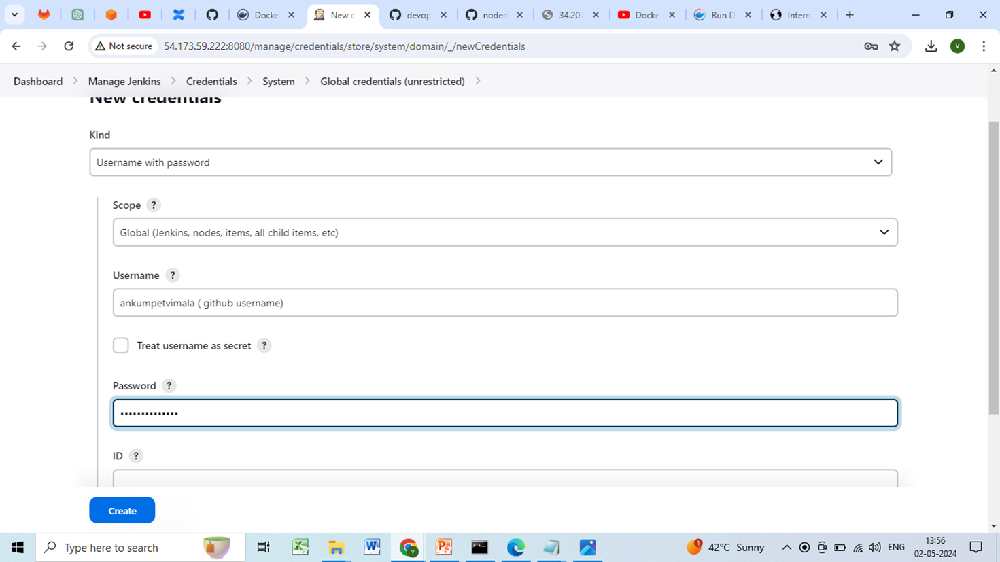 Docke
New c
devop
noded
34.207
Docke
Run D
Intern
Not secure
54.173.59.222:8080/manage/credentials/store/system/domain/_/newCredentials
V
Dashboard Manage Jenkins Credentials System Global credentials (unrestricted)
New credentials
Kind
Username with password
Scope ?
Global (Jenkins, nodes, items, all child items, etc)
Username ?
ankumpetvimala ( github username)
Treat username as secret ?
Password ?
••••••••••••••
ID ?
Create
Type here to search
1
42°C Sunny
ENG
13:56
02-05-2024